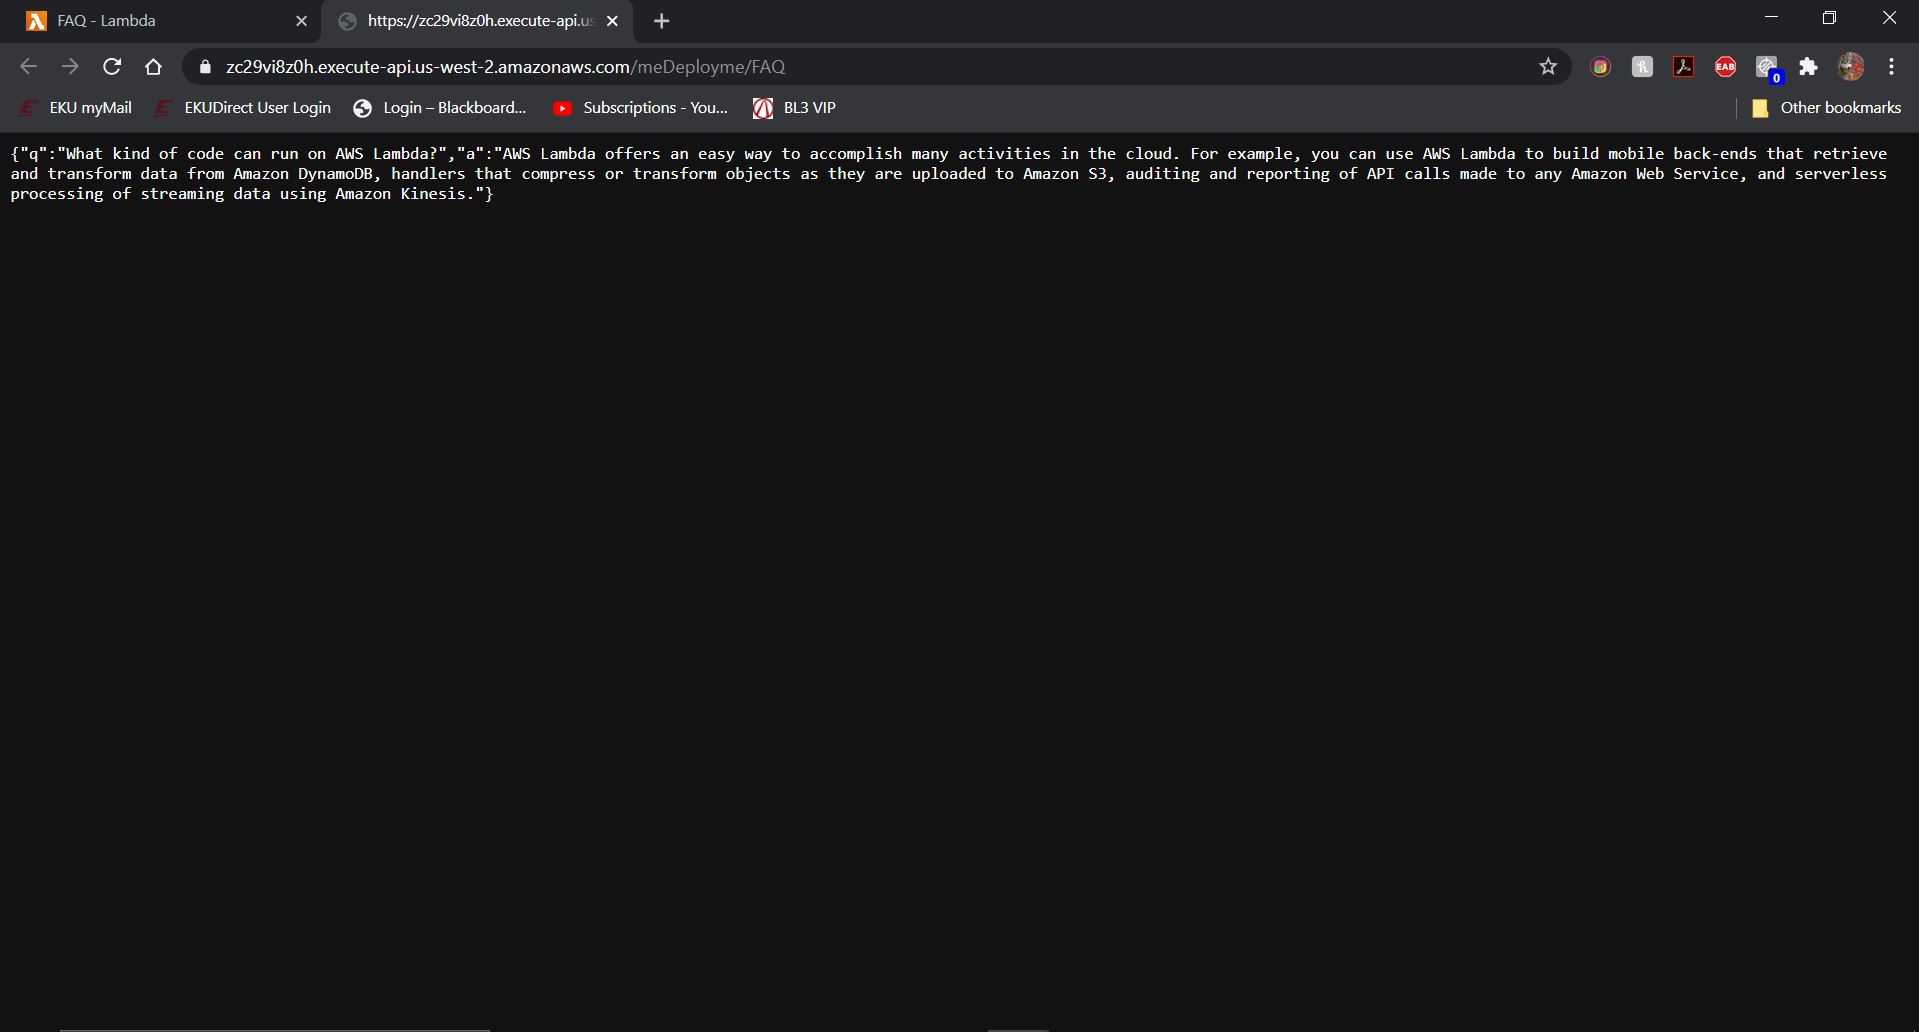 FAQ - Lambda
https://zc29vi8z0h.execute-api.us
zc29vi8z0h.execute-api.us-west-2.amazonaws.com/meDeployme/FAQ
EAB
0
EKU myMail
EKUDirect User Login
Login – Blackboard...
Subscriptions - You...
BL3 VIP
Other bookmarks
{"q":"What kind of code can run on AWS Lambda?","a":"AWS Lambda offers an easy way to accomplish many activities in the cloud. For example, you can use AWS Lambda to build mobile back-ends that retrieve
and transform data from Amazon DynamoDB, handlers that compress or transform objects as they are uploaded to Amazon S3, auditing and reporting of API calls made to any Amazon Web Service, and serverless
processing of streaming data using Amazon Kinesis."}